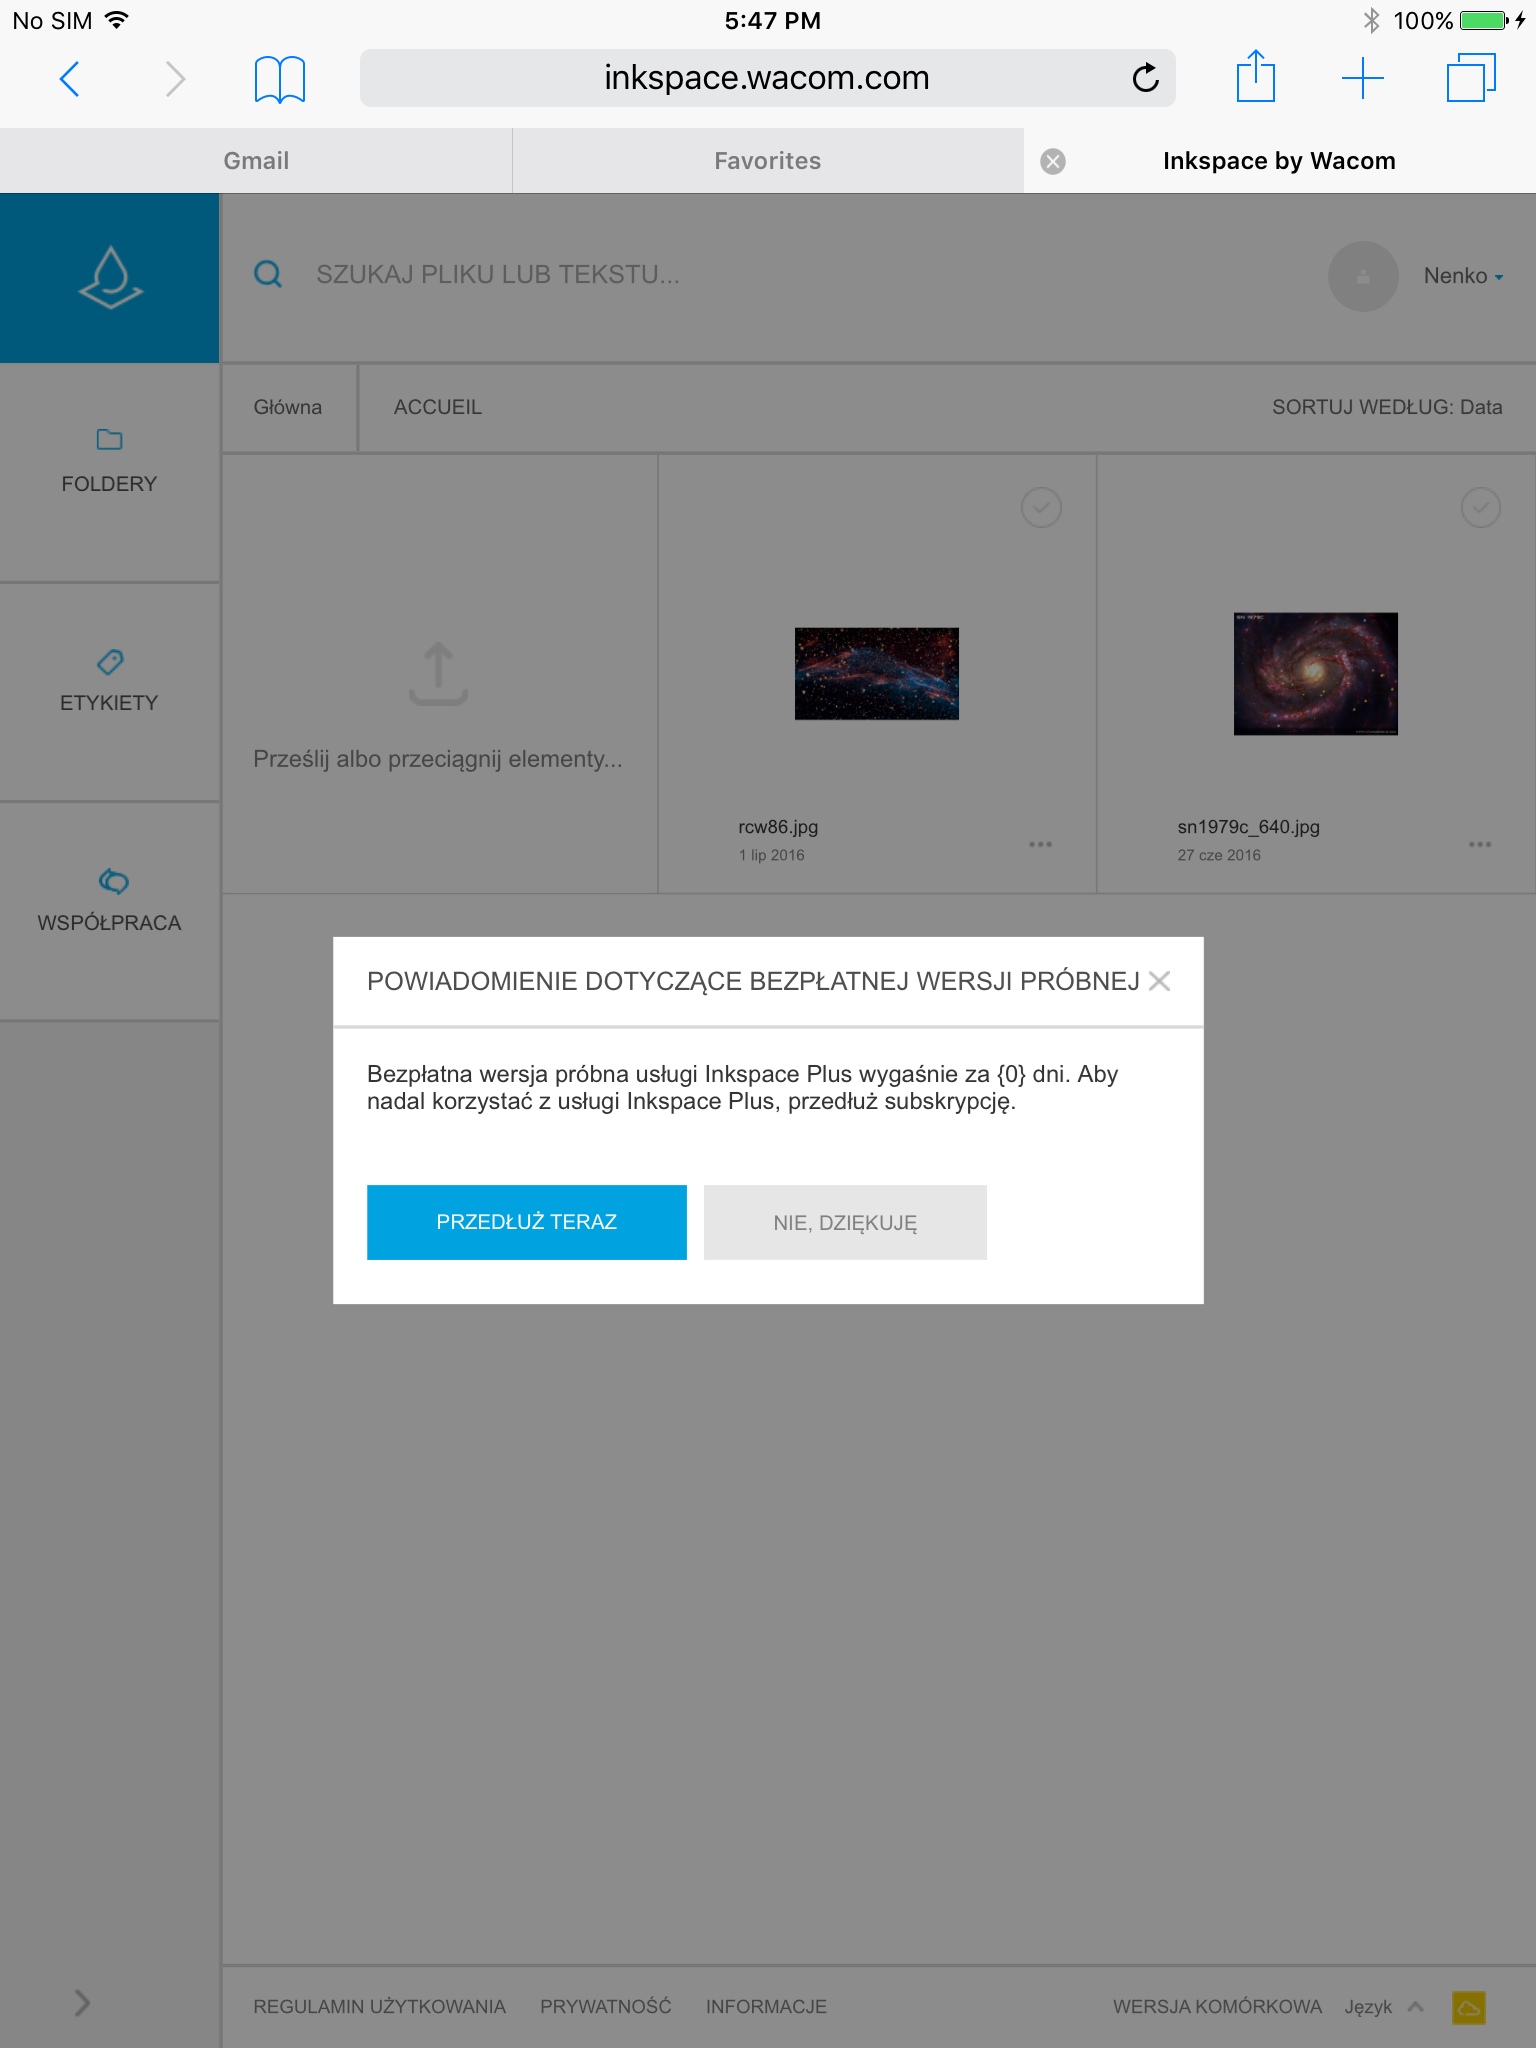 No SIM
5:47 PM
100%
inkspace.wacom.com
Gmail
Favorites
Inkspace by Wacom
SZUKAJ PLIKU LUB TEKSTU...
Nenko
Główna
ACCUEIL
SORTUJ WEDŁUG: Data
FOLDERY
ETYKIETY
WSPÓŁPRACA
Prześlij albo przeciągnij elementy...
rcw86.jpg
1 lip 2016
SN 1979C
sn1979c_640.jpg
27 cze 2016
POWIADOMIENIE DOTYCZĄCE BEZPŁATNEJ WERSJI PRÓBNEJ
Bezpłatna wersja próbna usługi Inkspace Plus wygaśnie za {0} dni. Aby
nadal korzystać z usługi Inkspace Plus, przedłuż subskrypcję.
PRZEDŁUŻ TERAZ
NIE, DZIĘKUJĘ
REGULAMIN UŻYTKOWANIA
PRYWATNOŚĆ
INFORMACJE
WERSJA KOMÓRKOWA
Język